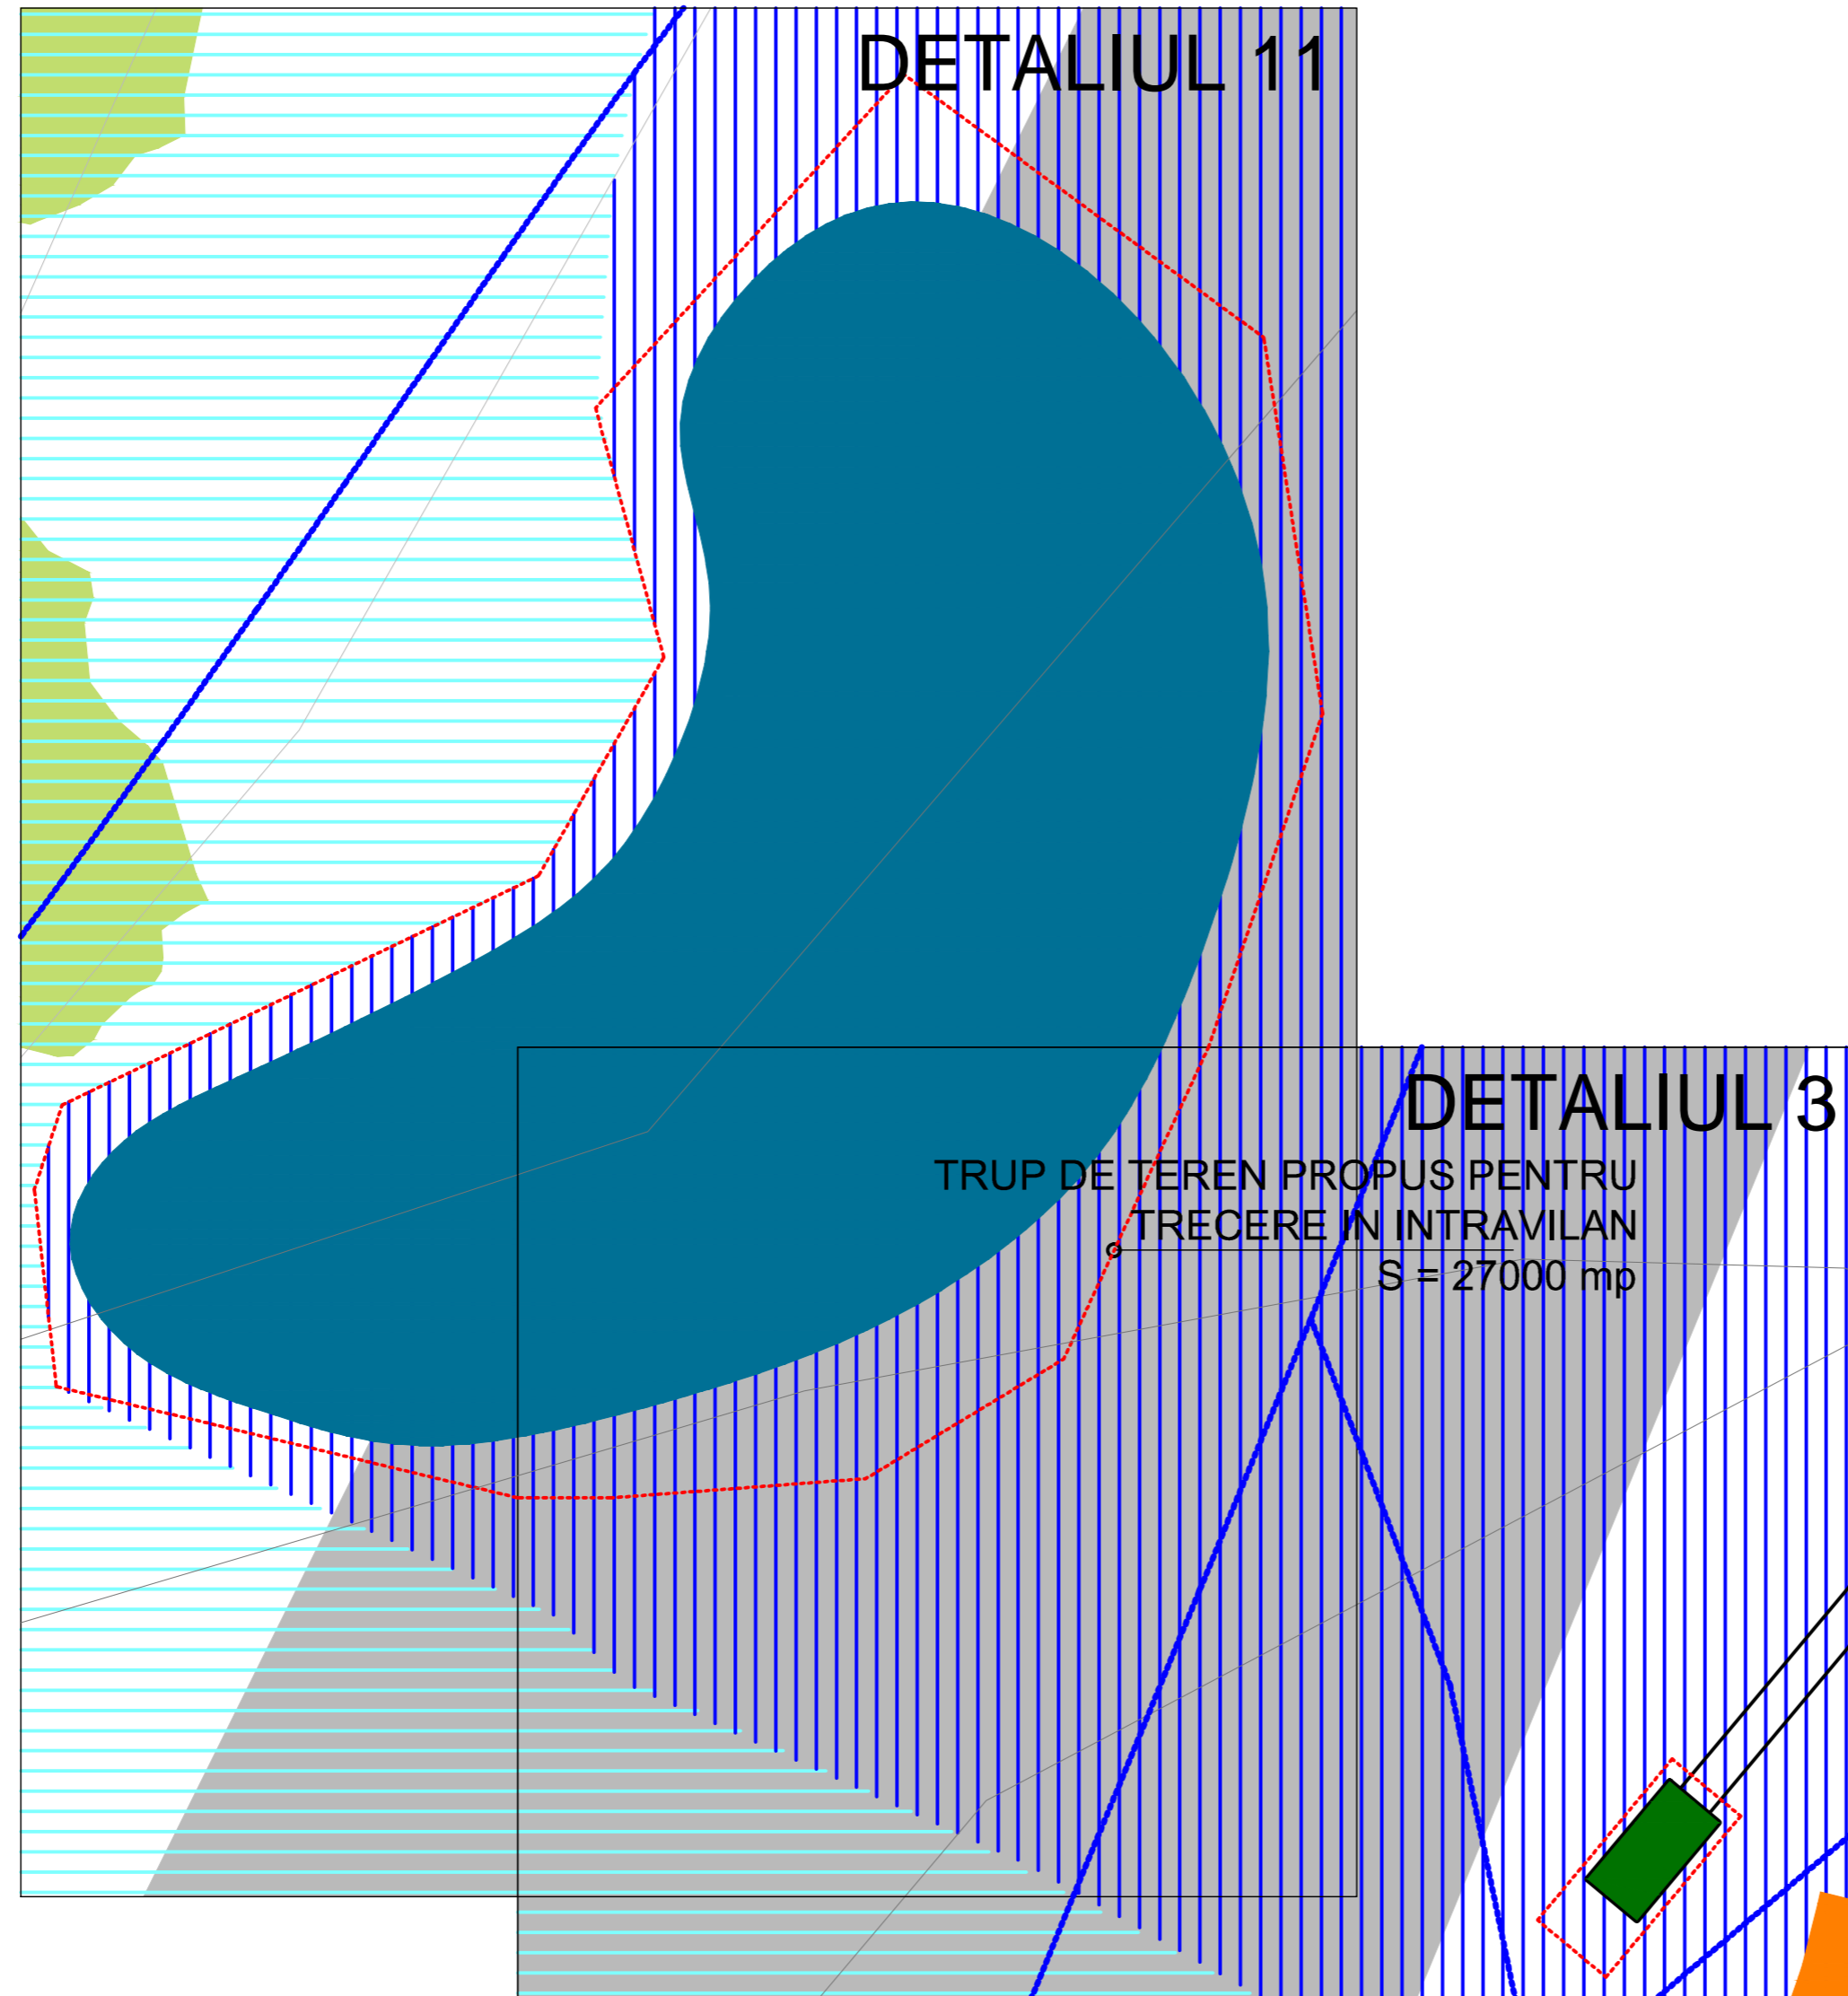 DETALIUL 11
DETALIUL 3
TRUP DE TEREN PROPUS PENTRU
TRECERE IN INTRAVILAN
S = 27000 mp